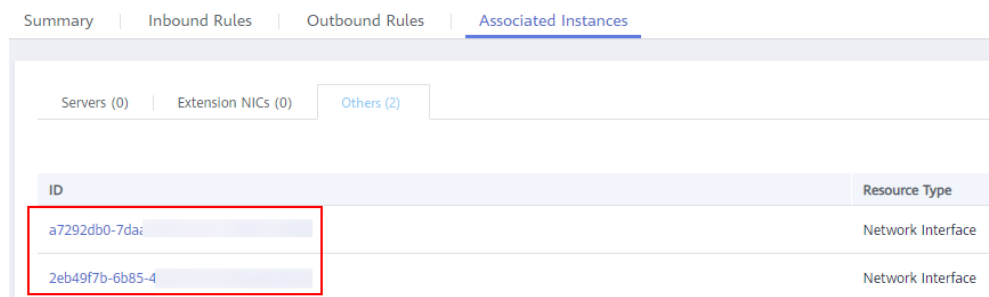 Summary Inbound Rules Outbound Rules Associated Instances
Servers (0) Extension NICs (0) Others (2)
ID Resource Type
a7292db0-7daa Network Interface
2eb49f7b-6b85-4 Network Interface